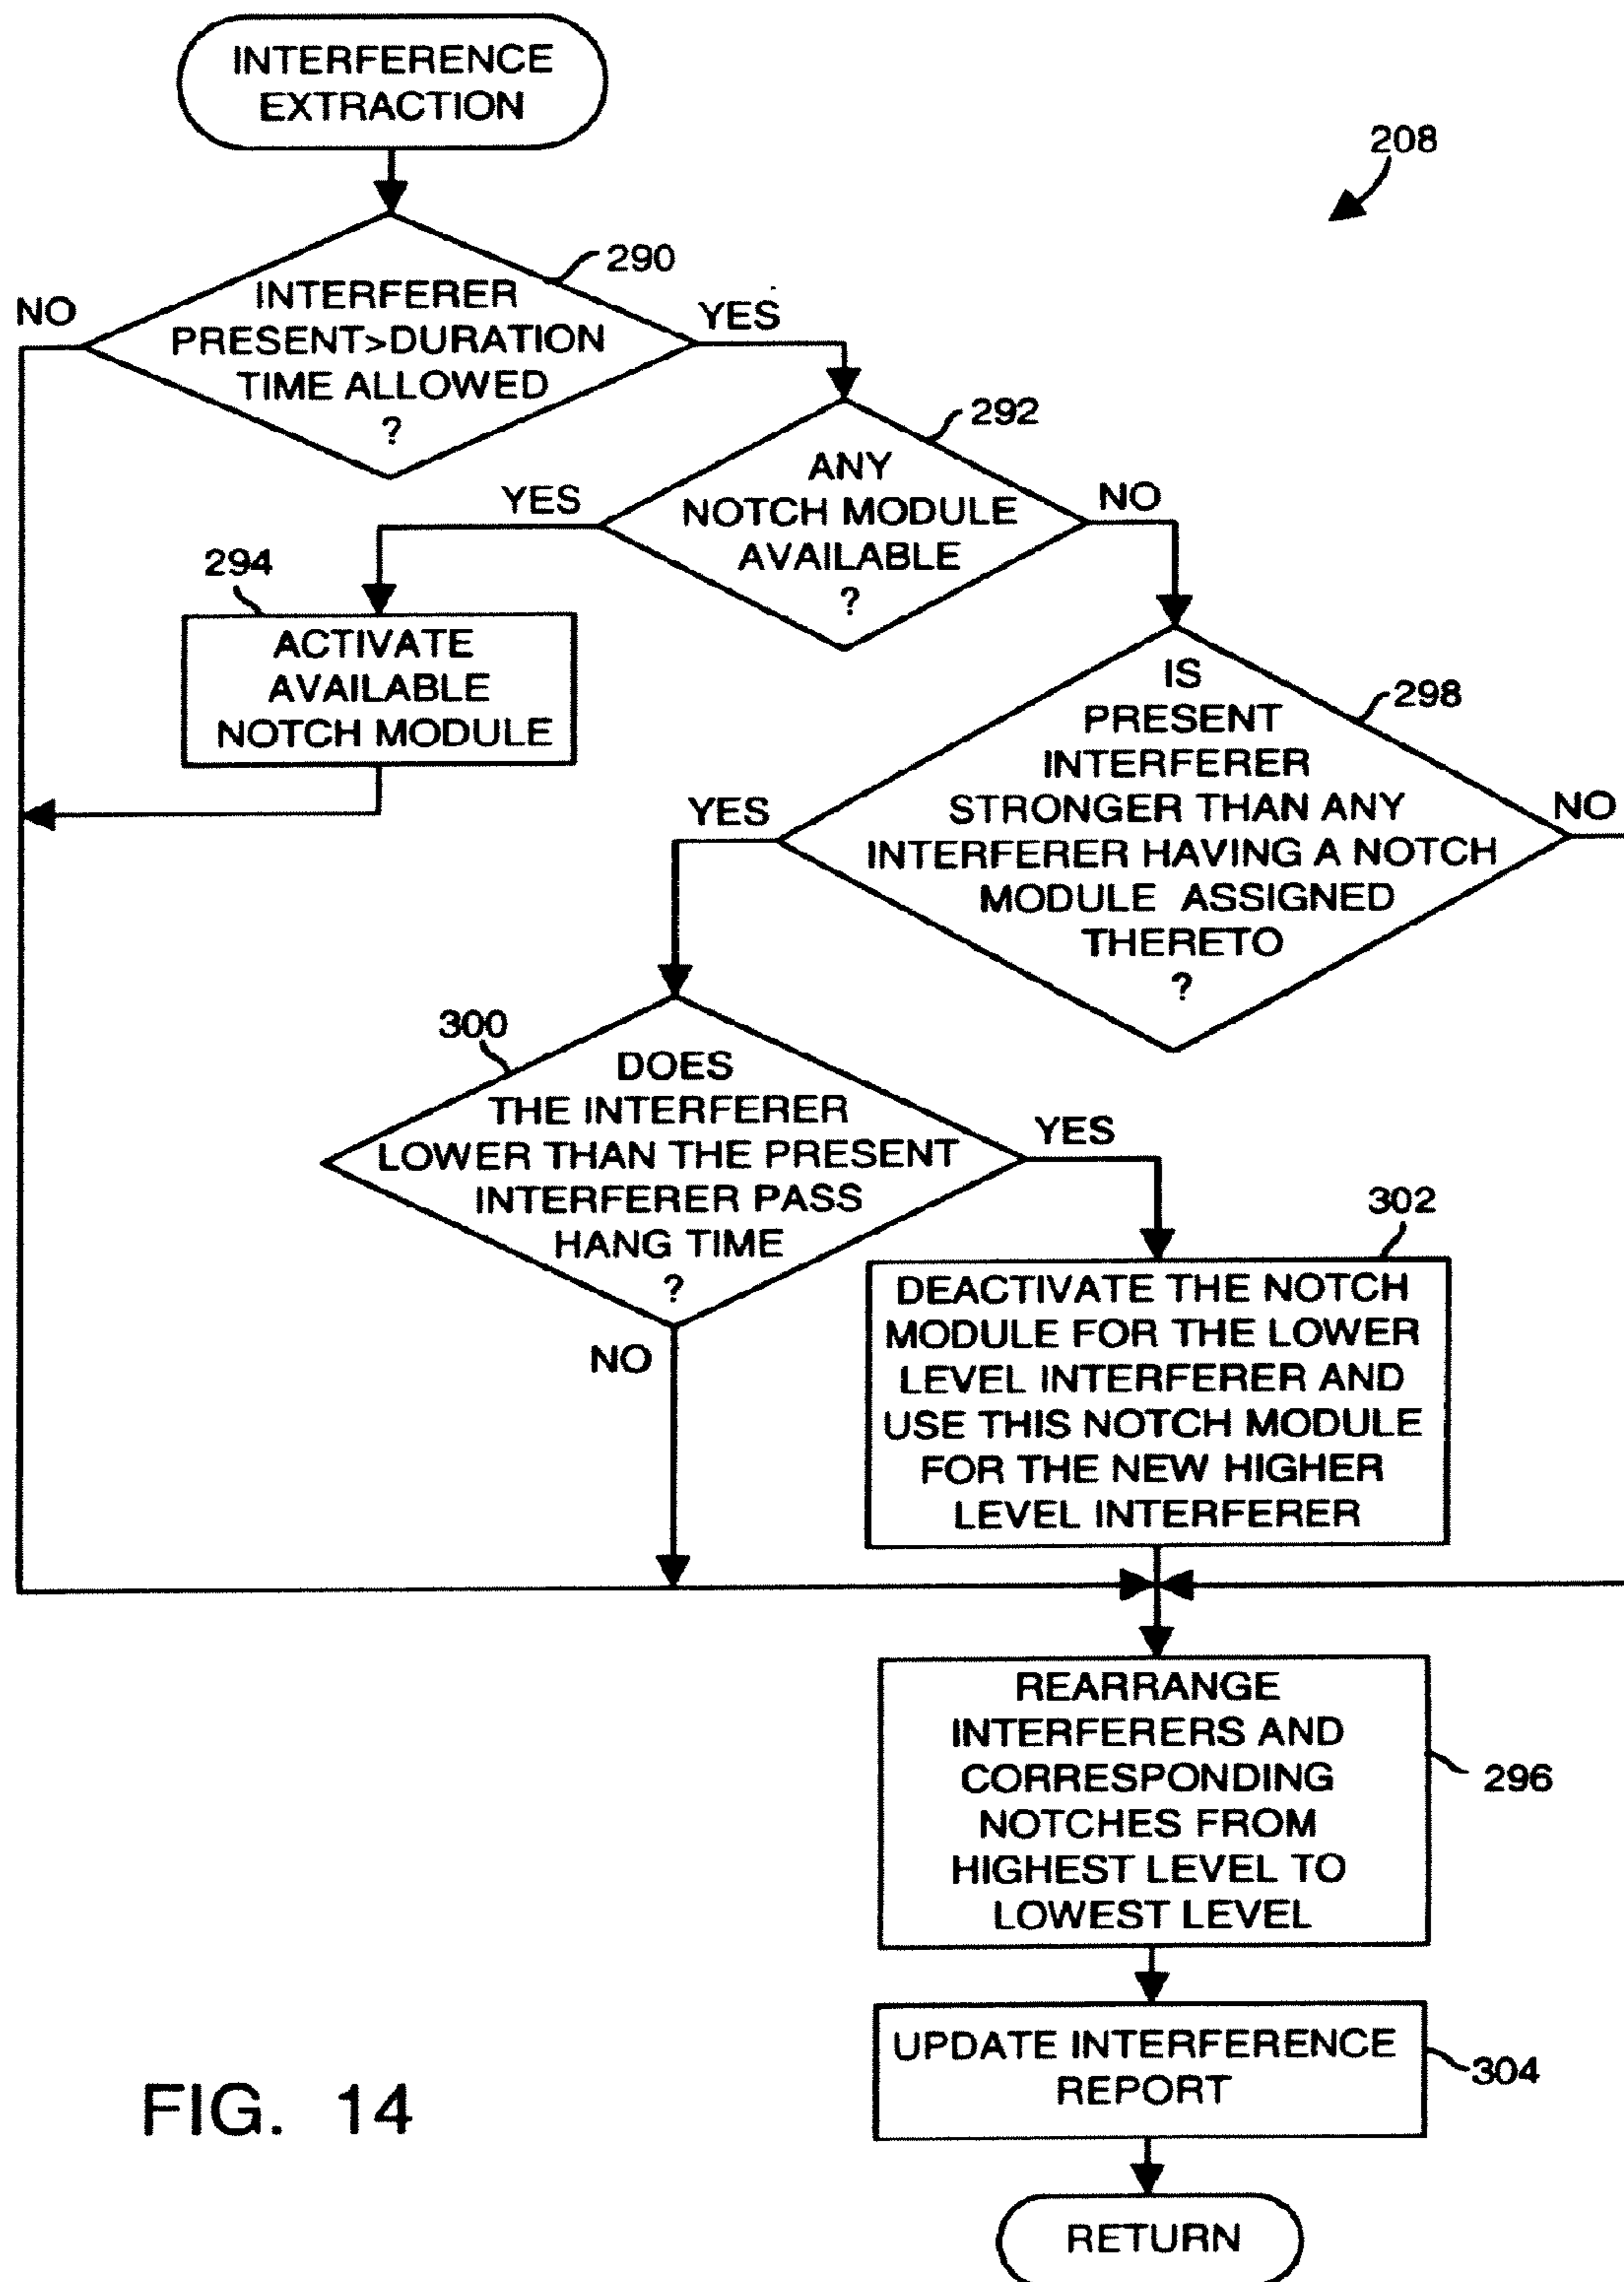 INTERFERENCE
EXTRACTION
208
290
INTERFERER
PRESENT>DURATION
TIME ALLOWED
?
NO
YES
292
ANY
NOTCH MODULE
AVAILABLE
?
YES
NO
294
ACTIVATE
AVAILABLE
NOTCH MODULE
298
IS
PRESENT
INTERFERER
STRONGER THAN ANY
INTERFERER HAVING A NOTCH
MODULE ASSIGNED
THERETO
?
YES
NO
300
DOES
THE INTERFERER
LOWER THAN THE PRESENT
INTERFERER PASS
HANG TIME
?
YES
NO
302
DEACTIVATE THE NOTCH
MODULE FOR THE LOWER
LEVEL INTERFERER AND
USE THIS NOTCH MODULE
FOR THE NEW HIGHER
LEVEL INTERFERER
REARRANGE
INTERFERERS AND
CORRESPONDING
NOTCHES FROM
HIGHEST LEVEL TO
LOWEST LEVEL
296
UPDATE INTERFERENCE
REPORT
304
RETURN
FIG. 14